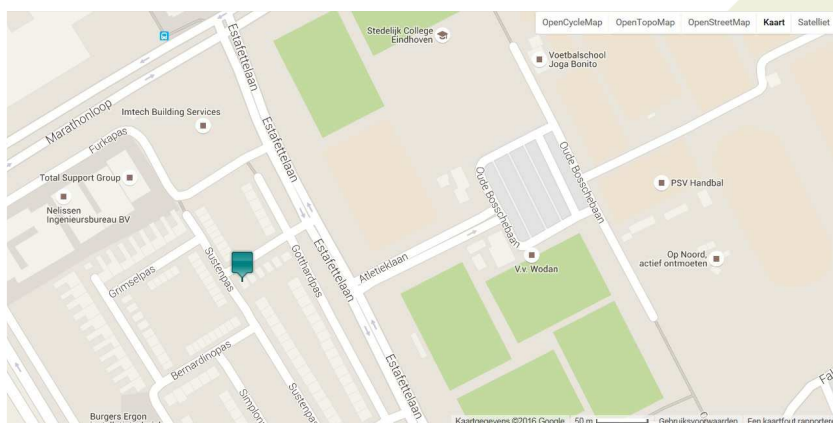 OpenCycleMap OpenTopoMap OpenStreetMap Kaart Satelliet
Stedelijk College
Eindhoven
Voetbalschool
Joga Bonito
Estafettelaan
Marathonloop
Imtech Building Services
Furkapas
Estafettelaan
Oude Bosschebaan
Oude Bosschebaan
Total Support Group
PSV Handbal
Nelissen
Ingenieursbureau BV
Sustenpas
Gotthardpas
Estafettelaan
Atletieklaan
V.v. Wodan
Op Noord,
actief ontmoeten
Grimselpas
Bernardinopas
Simplon
Sustenpas
Estafettelaan
Burgers Ergon
Kaartgegevens ©2016 Google 50 m Gebruiksvoorwaarden Een kaartfout rapporteren